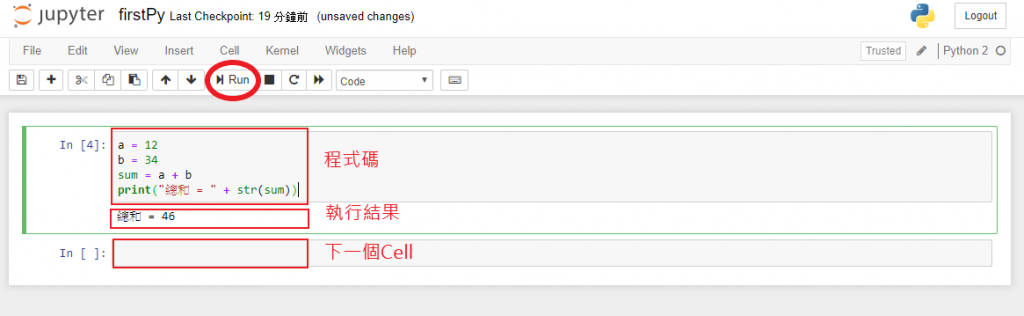 jupyter firstPy Last Checkpoint: 19 分鐘前 (unsaved changes) Logout
File Edit View Insert Cell Kernel Widgets Help Trusted Python 2
Run Code
In [4]: a = 12
b = 34
sum = a + b
print("總和 = " + str(sum))
程式碼
總和 = 46 執行結果
In [ ]: 下一個Cell